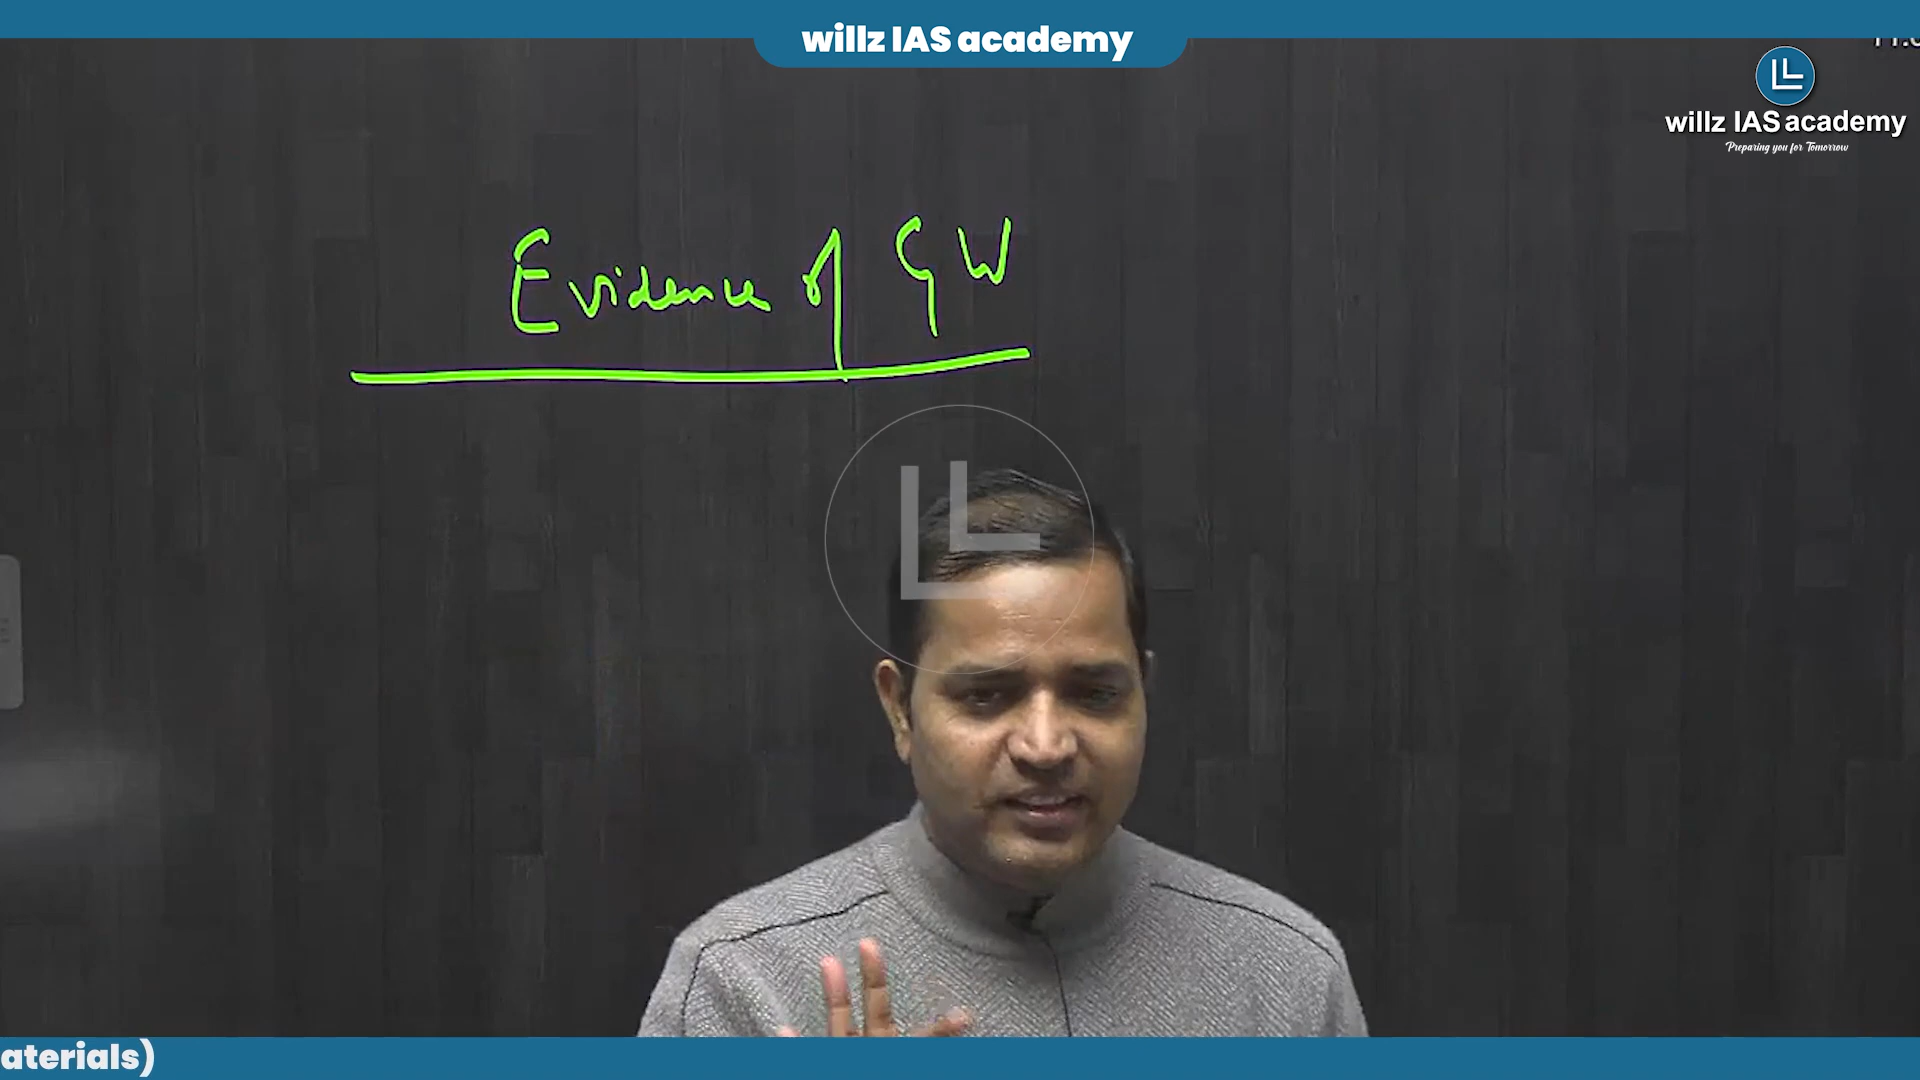 willz IAS academy
willz IAS academy
Preparing you for Tomorrow
Evidence of GW
aterials)